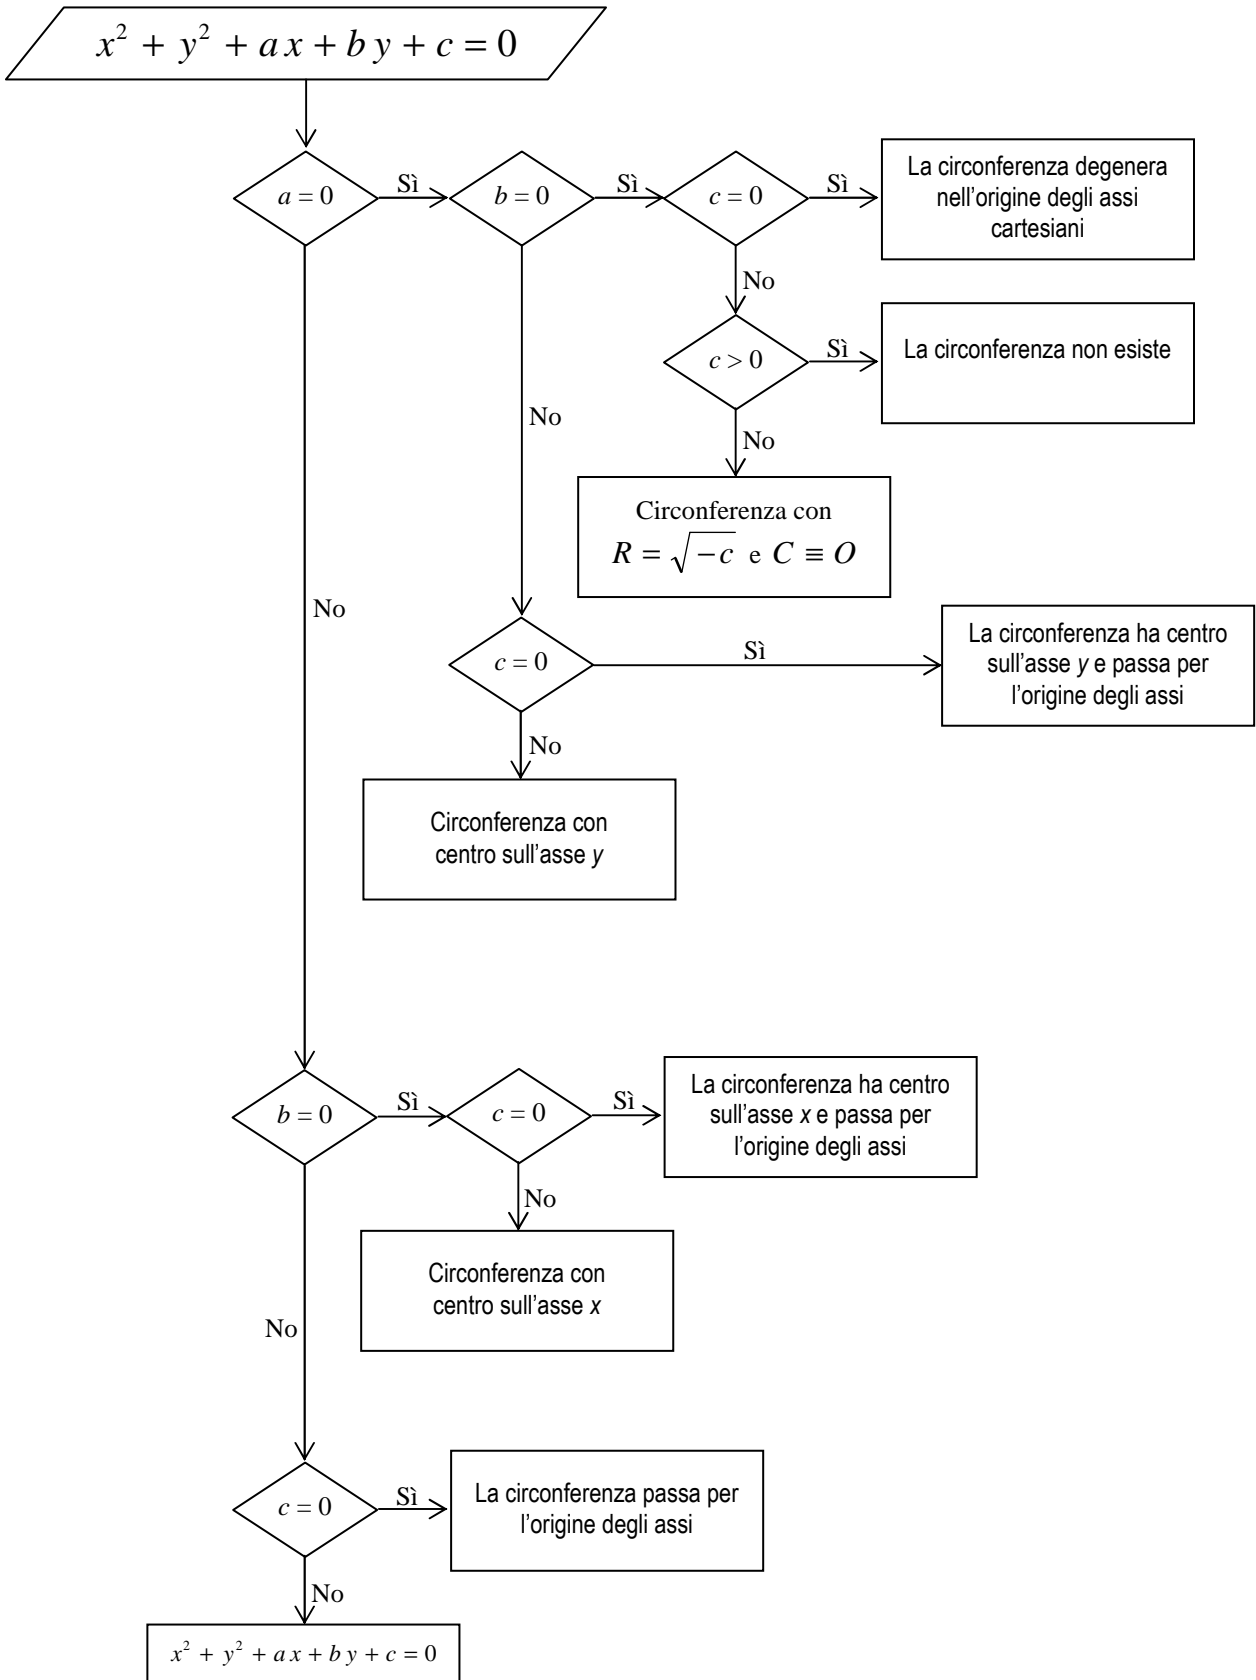 x² + y² + a x + b y + c = 0
a = 0
Sì
b = 0
Sì
c = 0
Sì
La circonferenza degenera
nell'origine degli assi
cartesiani
No
c > 0
Sì
La circonferenza non esiste
No
No
Circonferenza con
R = √−c e C ≡ O
No
c = 0
Sì
La circonferenza ha centro
sull'asse y e passa per
l'origine degli assi
No
Circonferenza con
centro sull'asse y
b = 0
Sì
c = 0
Sì
La circonferenza ha centro
sull'asse x e passa per
l'origine degli assi
No
Circonferenza con
centro sull'asse x
No
c = 0
Sì
La circonferenza passa per
l'origine degli assi
No
x² + y² + a x + b y + c = 0